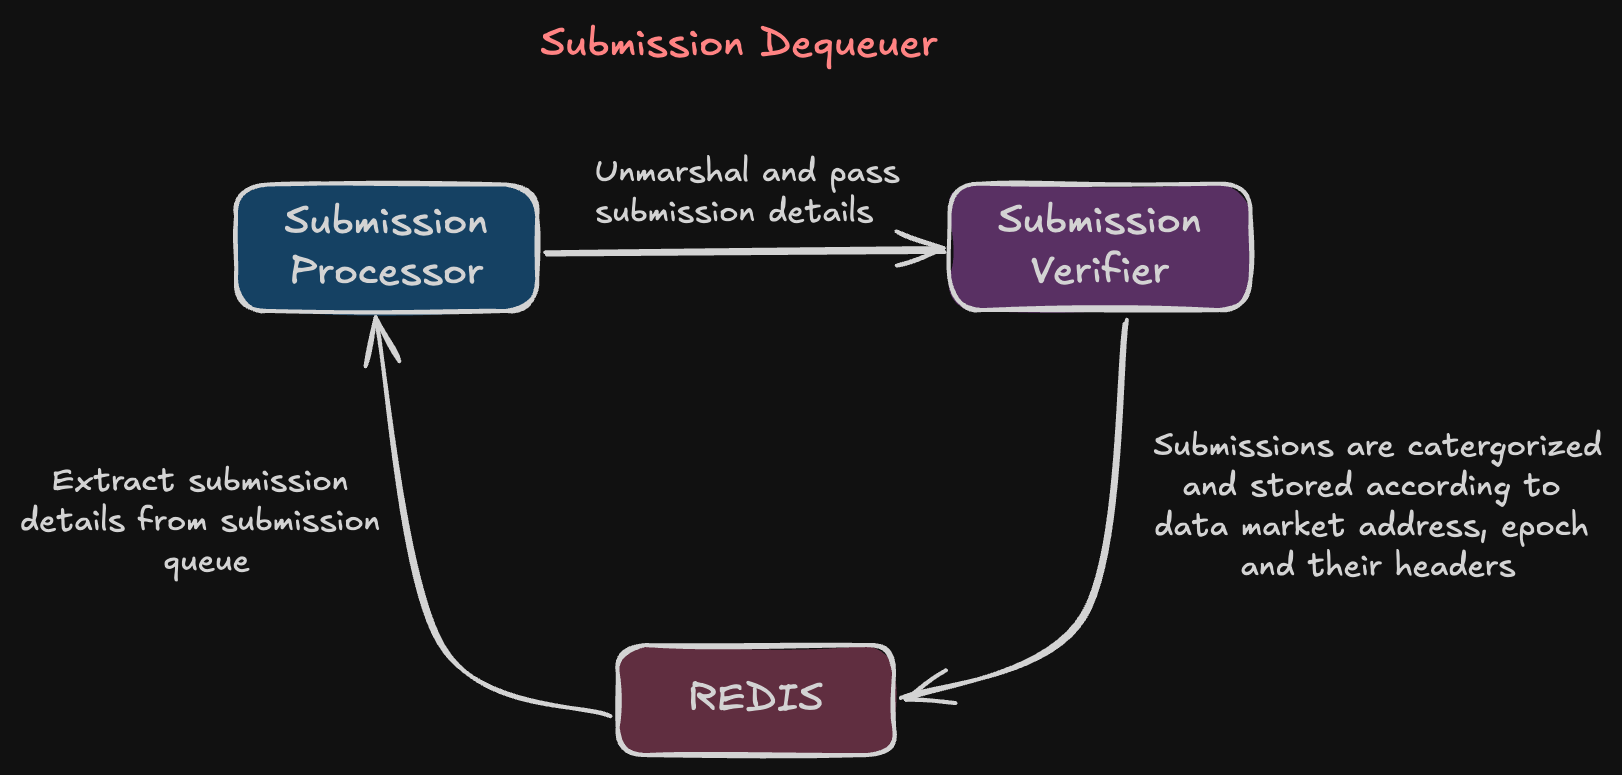 Submission Dequeuer
Unmarshal and pass
submission details
Submission
Processor
Submission
Verifier
Extract submission
details from submission
queue
Submissions are catergorized
and stored according to
data market address, epoch
and their headers
REDIS